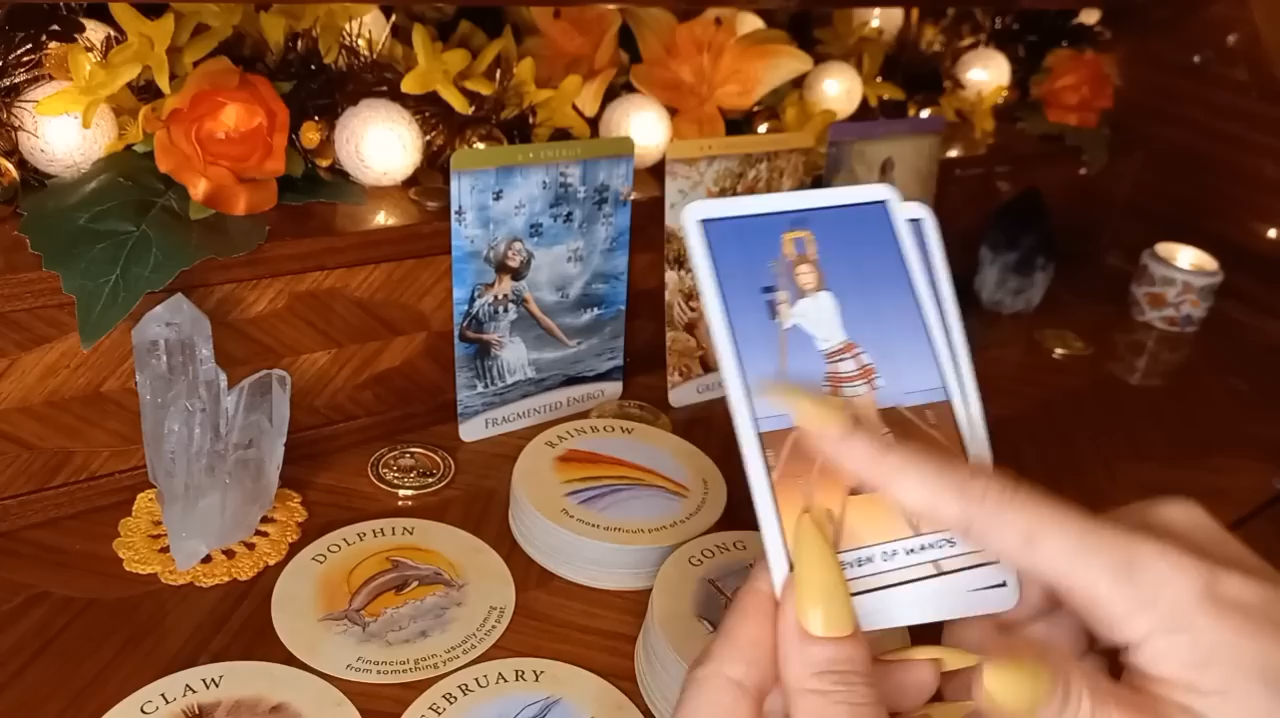 ENERGY
FRAGMENTED ENERGY
RAINBOW
The most difficult part of a situation is over
DOLPHIN
Financial gain, usually coming
from something you did in the past.
GONG
EVEN OF WANDS
CLAW
EBRUARY